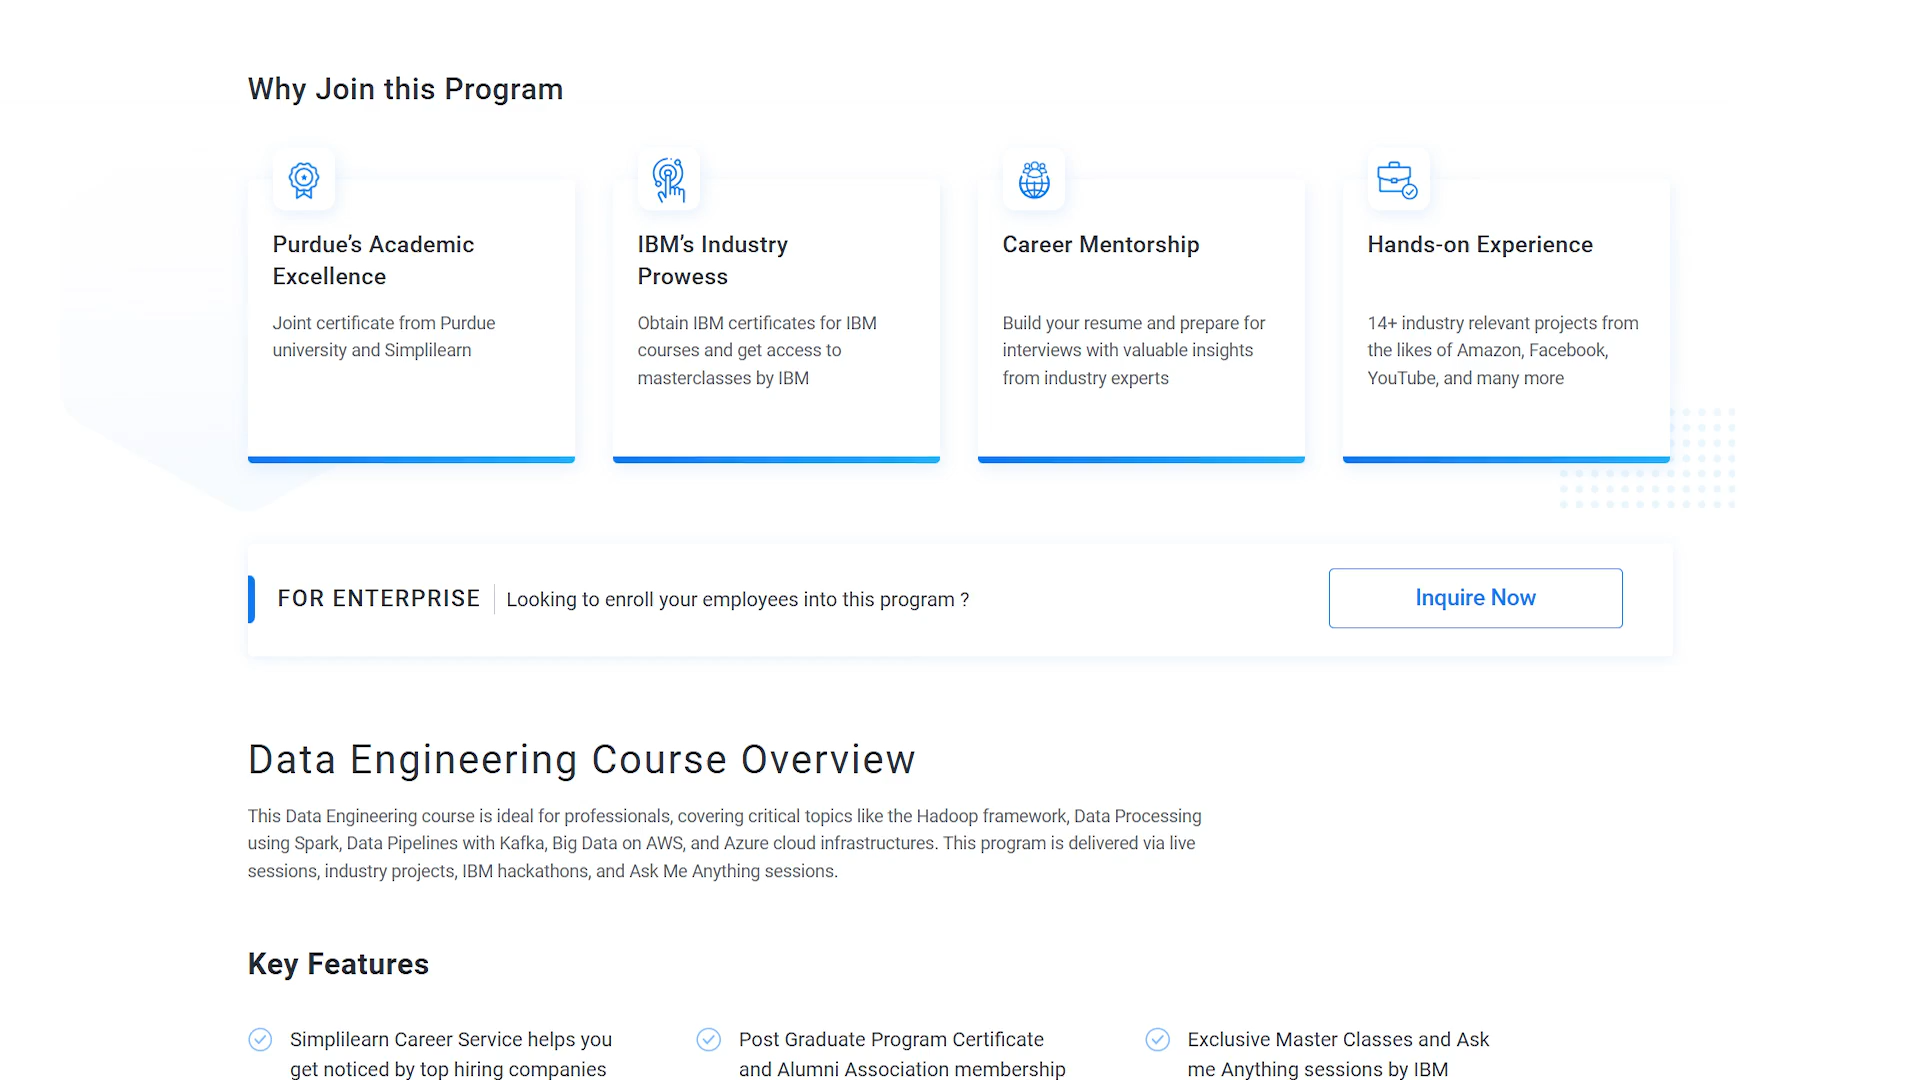 Why Join this Program
Purdue’s Academic
Excellence
Joint certificate from Purdue
university and Simplilearn
IBM’s Industry
Prowess
Obtain IBM certificates for IBM
courses and get access to
masterclasses by IBM
Career Mentorship
Build your resume and prepare for
interviews with valuable insights
from industry experts
Hands-on Experience
14+ industry relevant projects from
the likes of Amazon, Facebook,
YouTube, and many more
FOR ENTERPRISE
Looking to enroll your employees into this program ?
Inquire Now
Data Engineering Course Overview
This Data Engineering course is ideal for professionals, covering critical topics like the Hadoop framework, Data Processing
using Spark, Data Pipelines with Kafka, Big Data on AWS, and Azure cloud infrastructures. This program is delivered via live
sessions, industry projects, IBM hackathons, and Ask Me Anything sessions.
Key Features
Simplilearn Career Service helps you
get noticed by top hiring companies
Post Graduate Program Certificate
and Alumni Association membership
Exclusive Master Classes and Ask
me Anything sessions by IBM